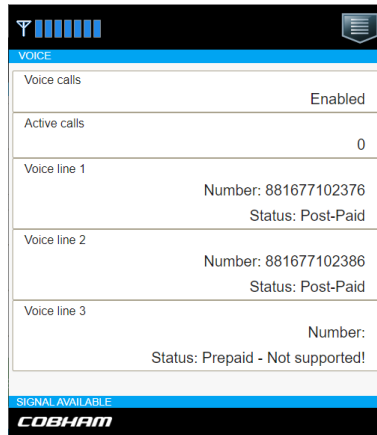 VOICE
Voice calls
Enabled
Active calls
0
Voice line 1
Number: 881677102376
Status: Post-Paid
Voice line 2
Number: 881677102386
Status: Post-Paid
Voice line 3
Number:
Status: Prepaid - Not supported!
SIGNAL AVAILABLE
COBHAM